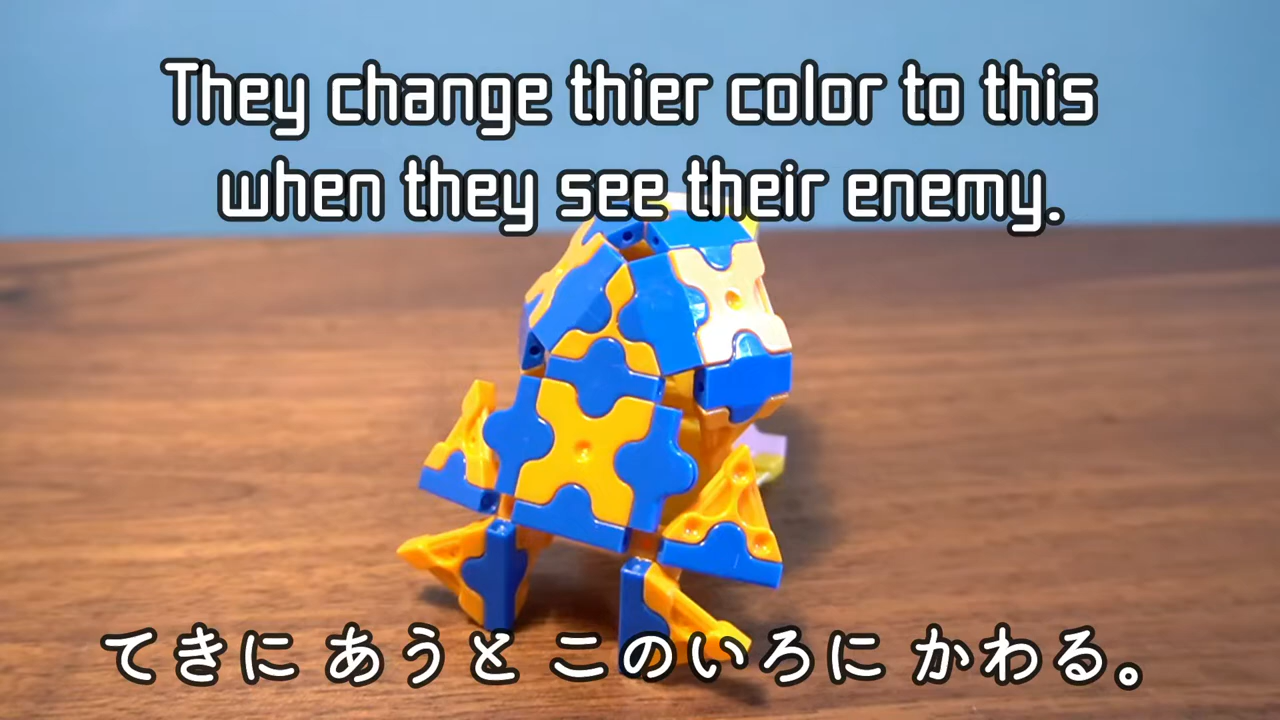 They change thier color to this
when they see their enemy.
てきに あうと このいろに かわる。